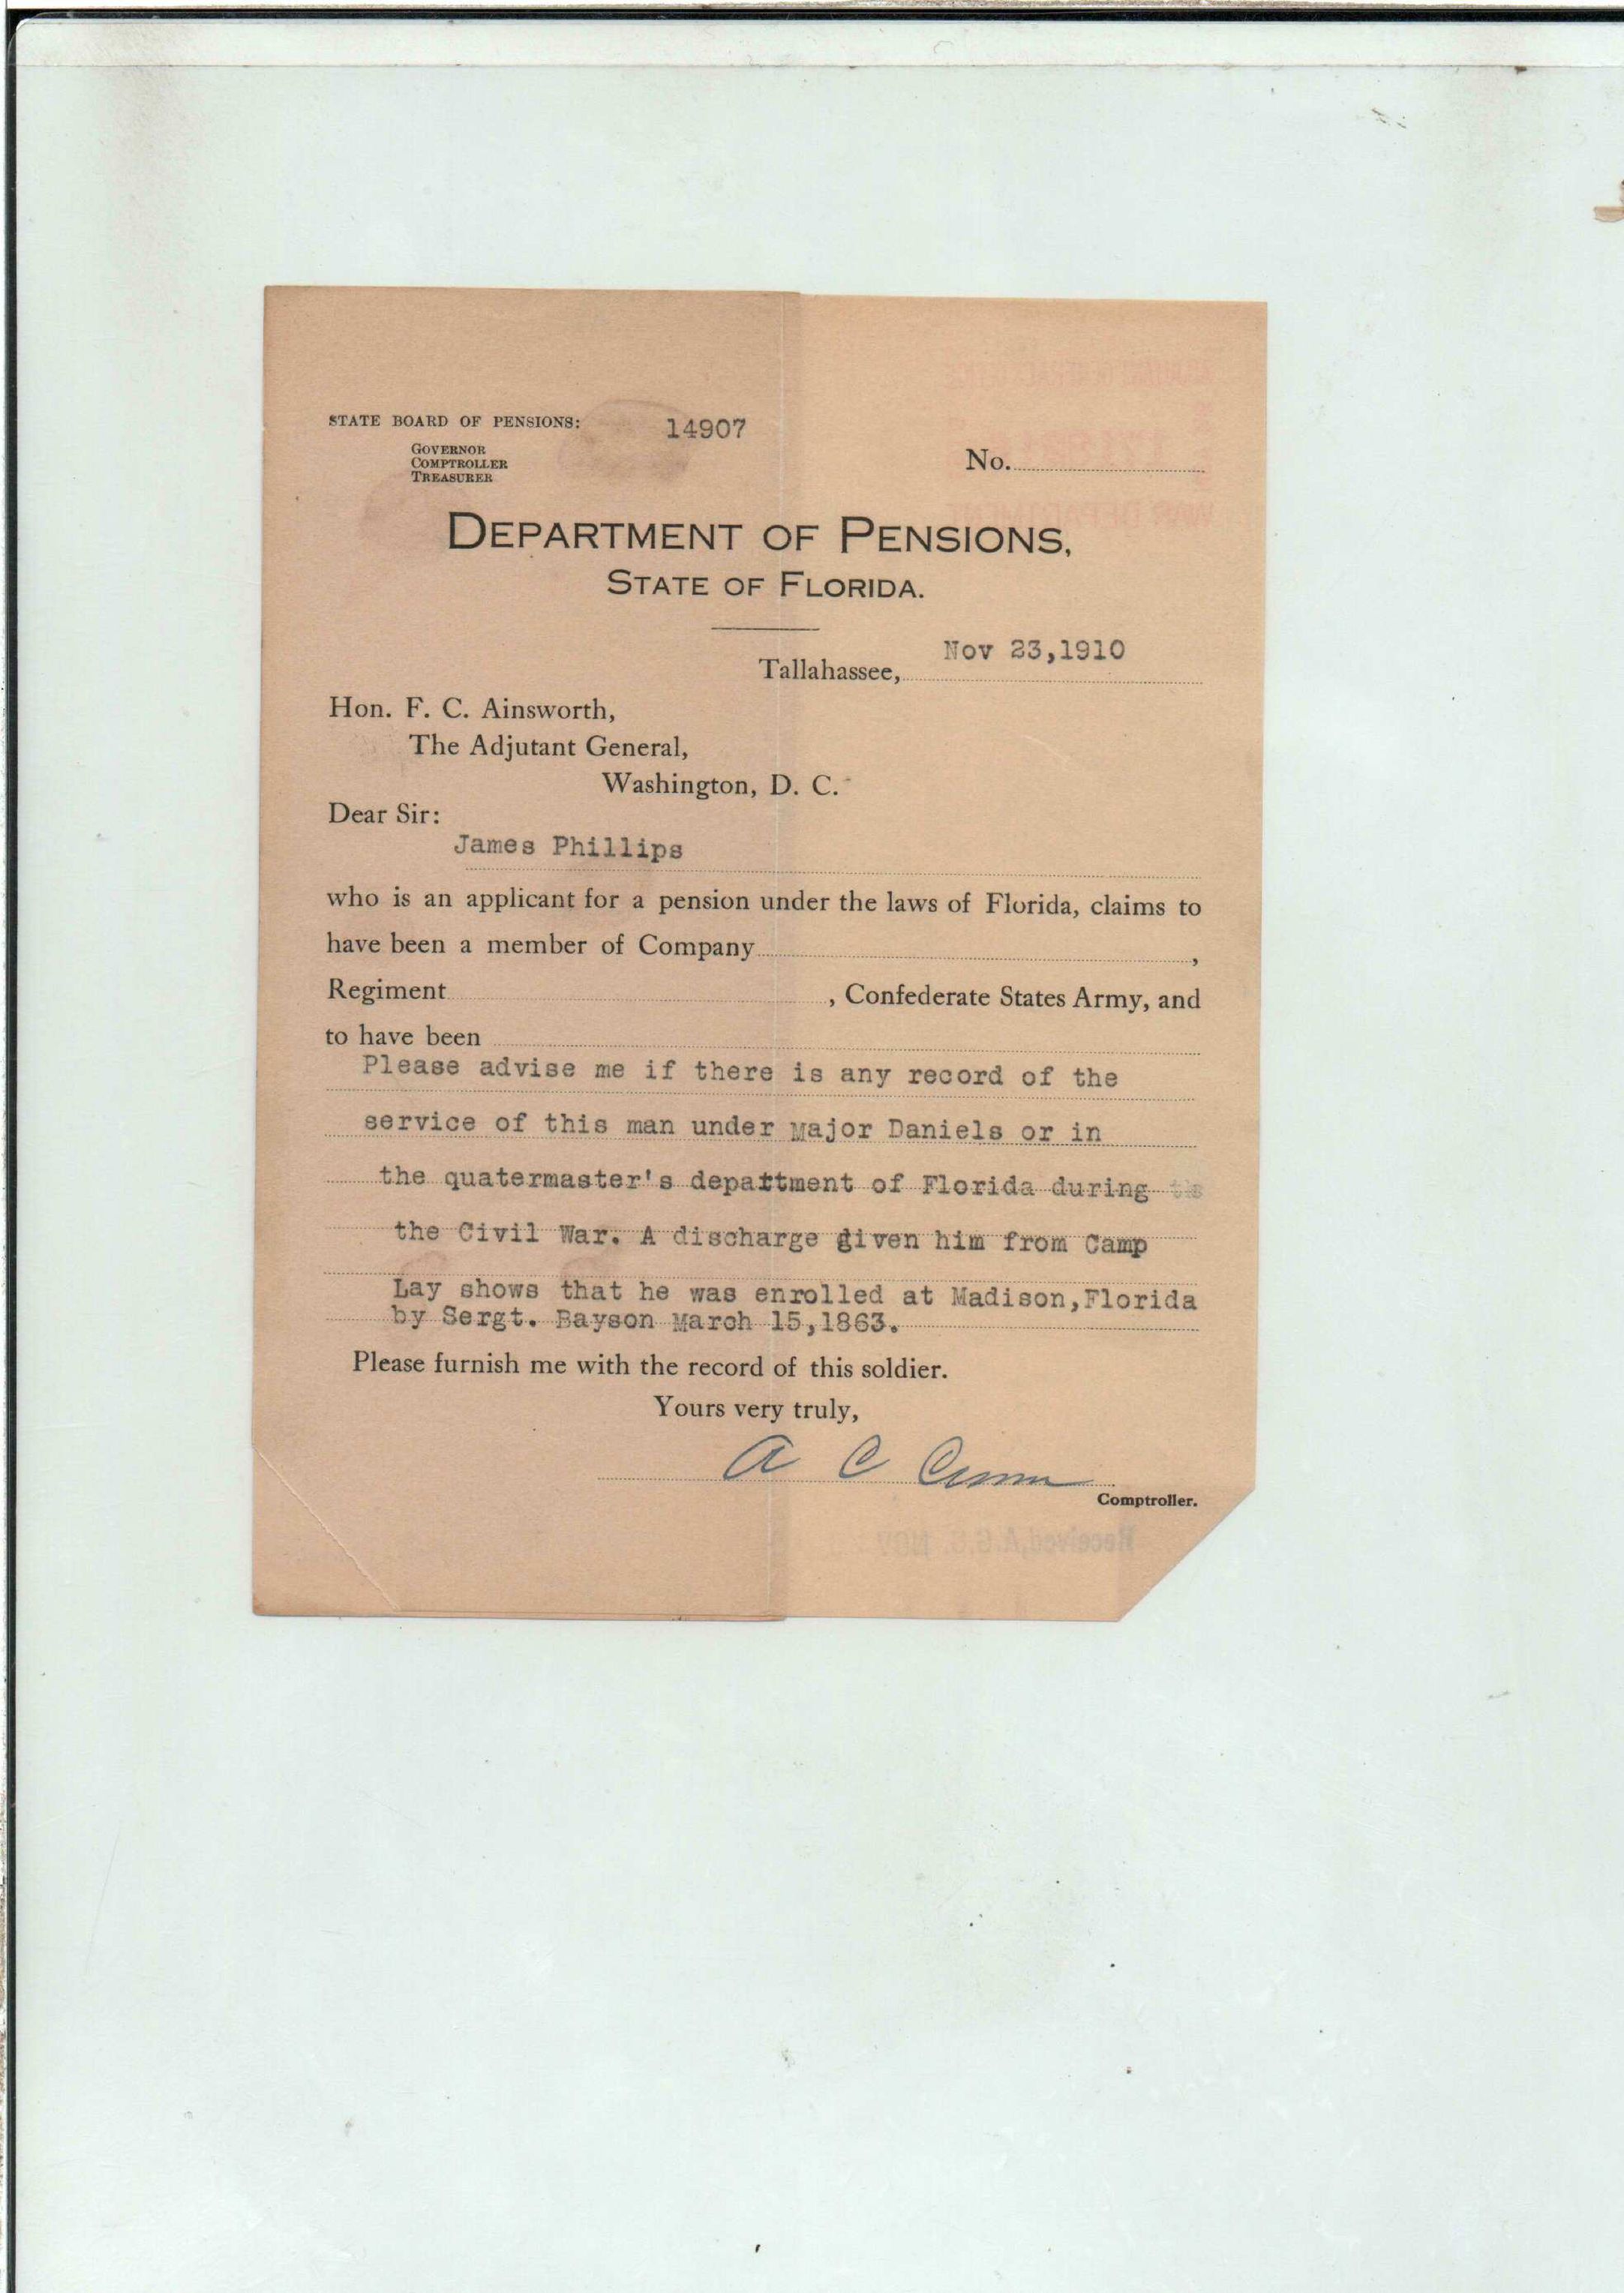 STATE BOARD OF PENSIONS:
GOVERNOR
COMPTROLLER
TREASURER
14907
No.
DEPARTMENT OF PENSIONS,
STATE OF FLORIDA.
Tallahassee, Nov 23,1910
Hon. F. C. Ainsworth,
The Adjutant General,
Washington, D. C.
Dear Sir:
James Phillips
who is an applicant for a pension under the laws of Florida, claims to
have been a member of Company ,
Regiment , Confederate States Army, and
to have been
Please advise me if there is any record of the
service of this man under Major Daniels or in
the quatermaster's depattment of Florida during
the Civil War. A discharge given him from Camp
Lay shows that he was enrolled at Madison,Florida
by Sergt. Bayson March 15,1863.
Please furnish me with the record of this soldier.
Yours very truly,
A C
Comptroller.
Received,A.G.O. NOV